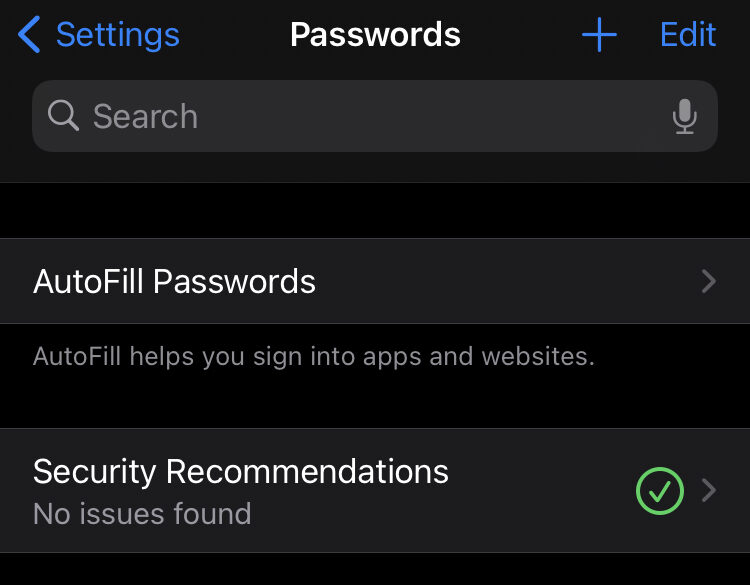 Settings Passwords Edit
Search
AutoFill Passwords
AutoFill helps you sign into apps and websites.
Security Recommendations
No issues found